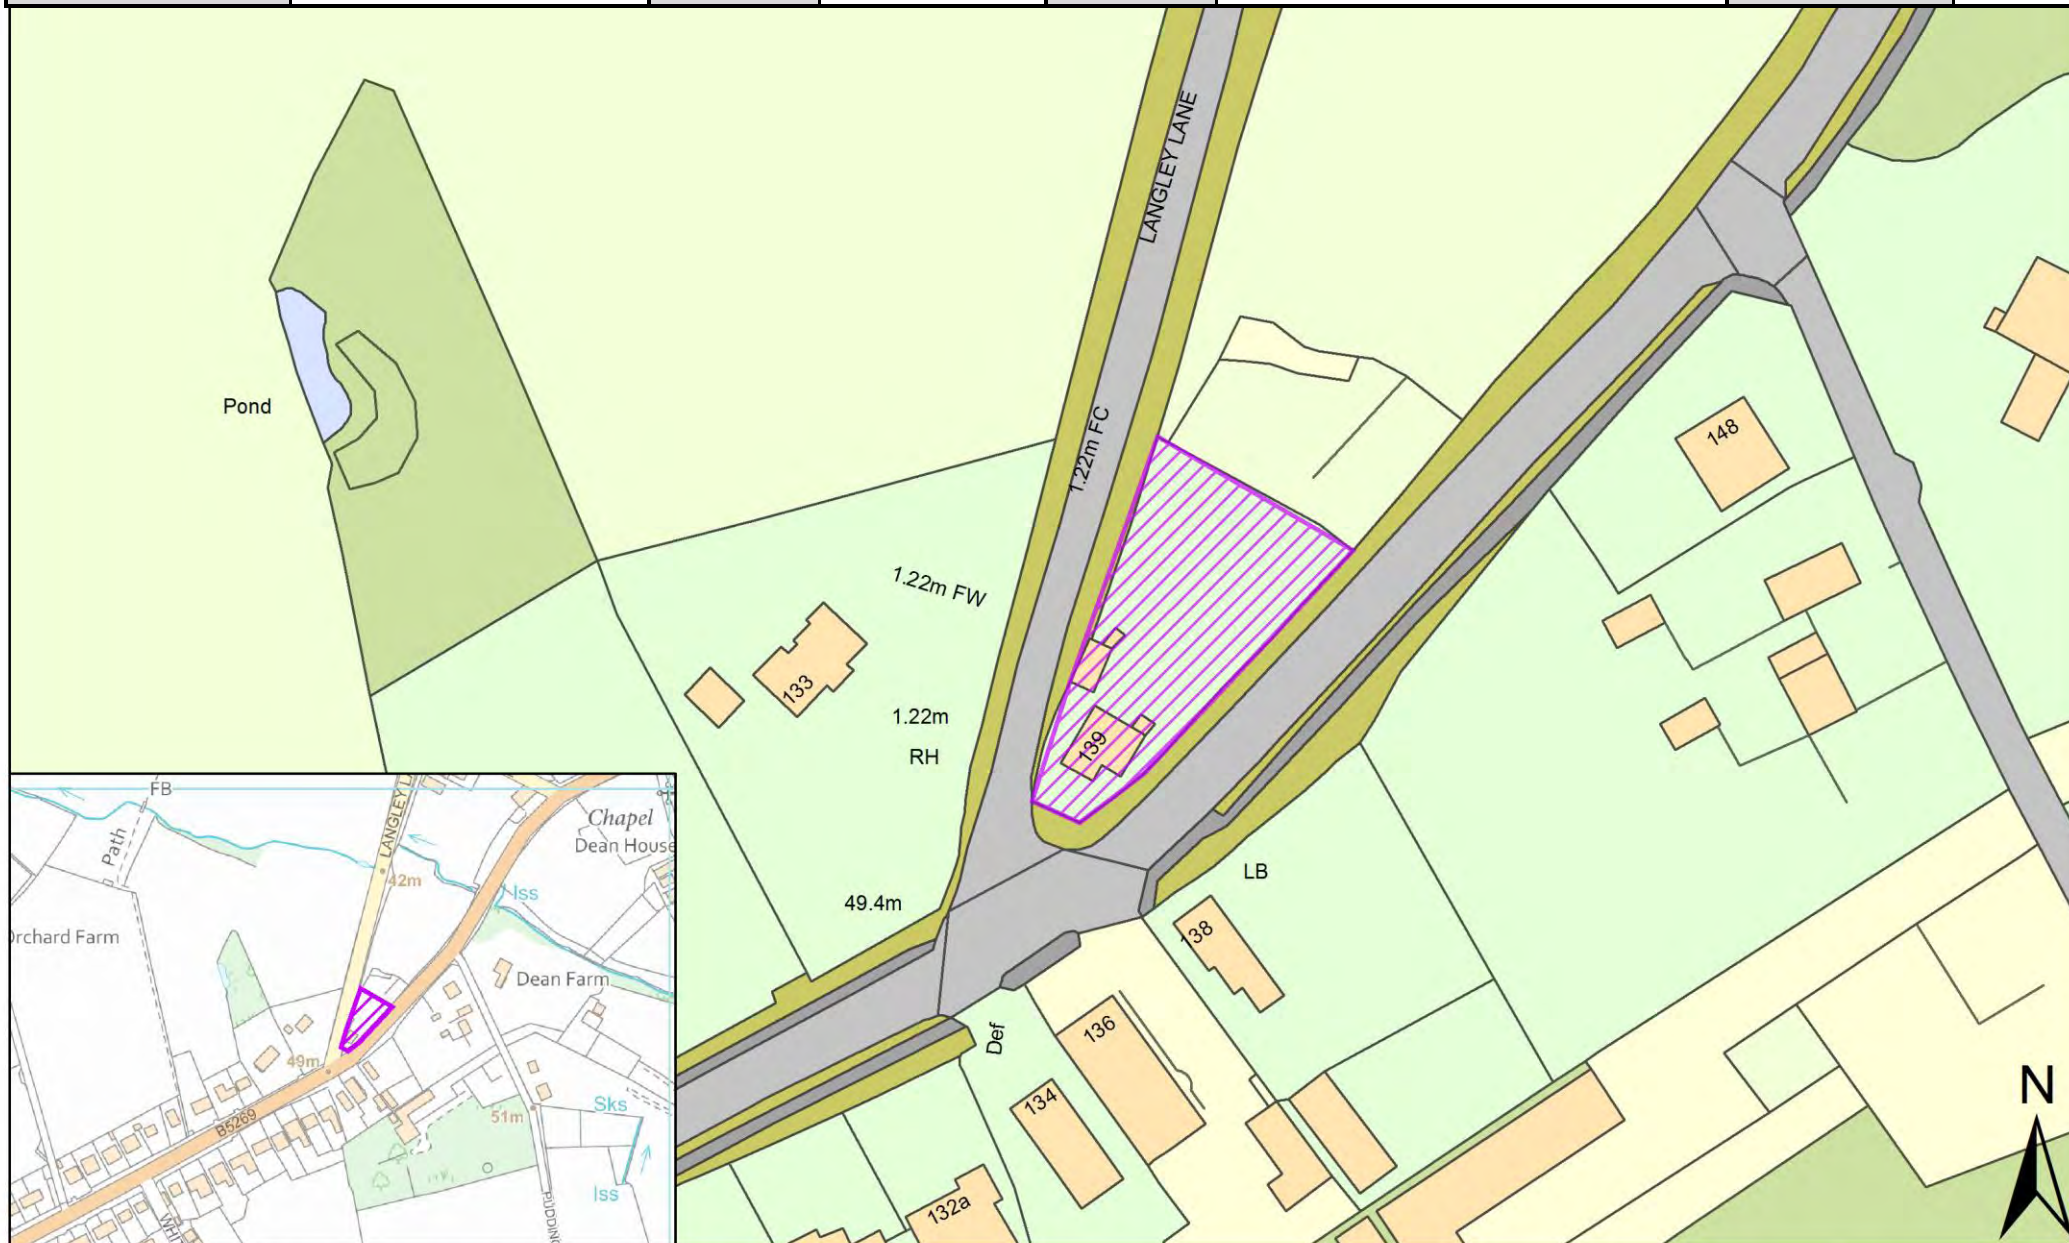 LANGLEY LANE
Pond
1.22m FC
148
1.22m FW
133
1.22m
RH
139
49.4m
LB
138
136
Def
134
132a
N
FB
Path
LANGLEY
42m
Chapel
Dean House
Iss
Orchard Farm
Dean Farm
49m
B5269
51m
Sks
Iss